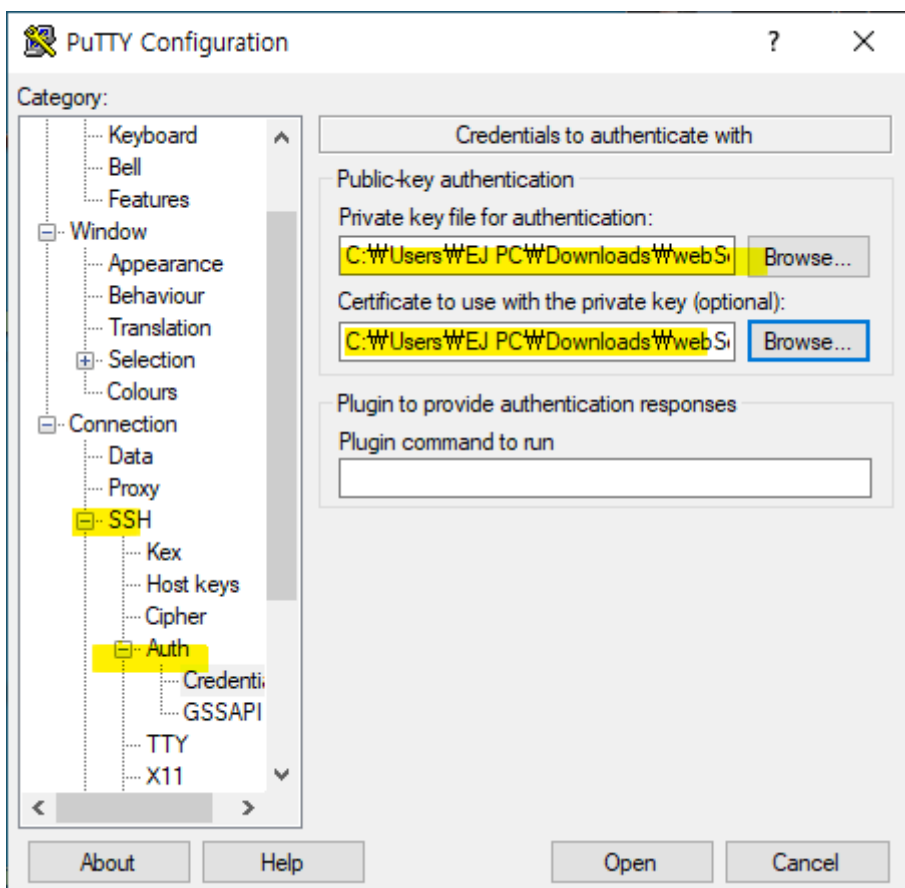 PuTTY Configuration
?
Category:
Keyboard
Bell
Features
Window
Appearance
Behaviour
Translation
Selection
Colours
Connection
Data
Proxy
SSH
Kex
Host keys
Cipher
Auth
Credentia
GSSAPI
TTY
X11
Credentials to authenticate with
Public-key authentication
Private key file for authentication:
C:₩Users₩EJ PC₩Downloads₩webSe
Browse...
Certificate to use with the private key (optional):
C:₩Users₩EJ PC₩Downloads₩webSe
Browse...
Plugin to provide authentication responses
Plugin command to run
About
Help
Open
Cancel